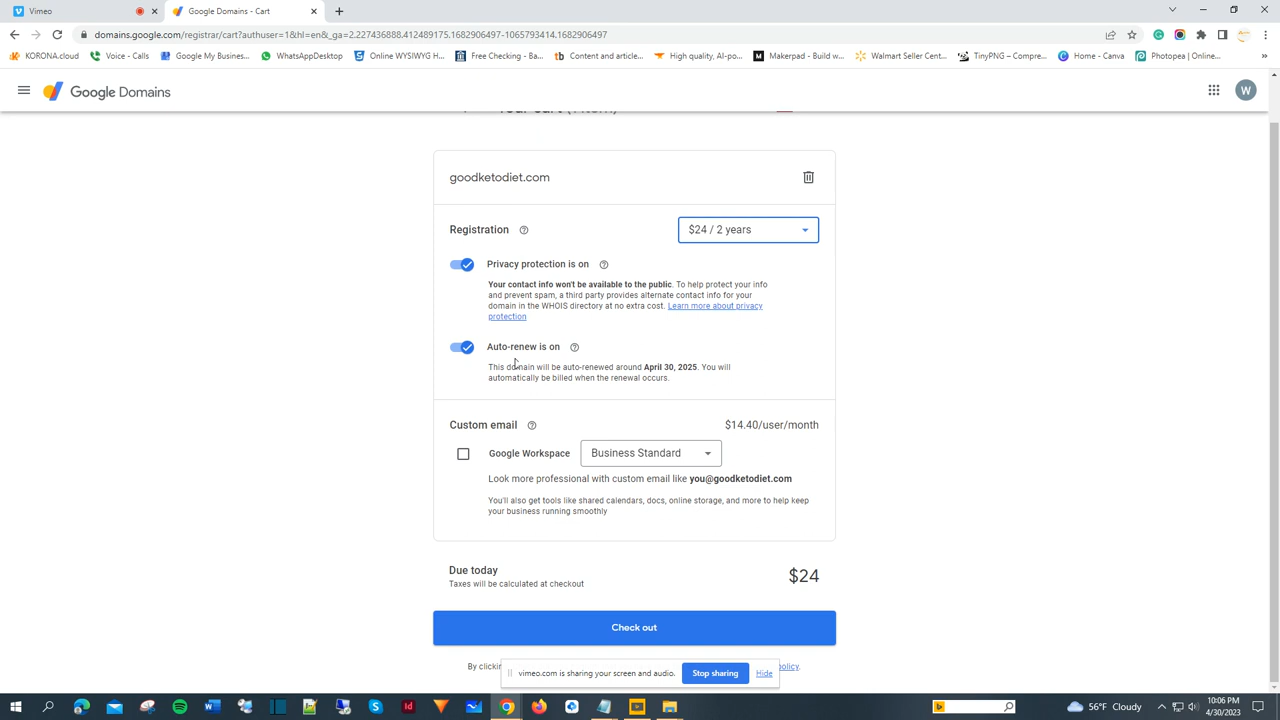 Vimeo
Google Domains - Cart
domains.google.com/registrar/cart?authuser=1&hl=en&_ga=2.227436888.412489175.1682906497-1065793414.1682906497
KORONA.cloud
Voice - Calls
Google My Busines...
WhatsAppDesktop
Online WYSIWYG H...
Free Checking - Ba...
Content and article...
High quality, AI-po...
Makerpad - Build w...
Walmart Seller Cent...
TinyPNG – Compre...
Home - Canva
Photopea | Online...
Google Domains
W
goodketodiet.com
Registration
$24 / 2 years
Privacy protection is on
Your contact info won't be available to the public. To help protect your info
and prevent spam, a third party provides alternate contact info for your
domain in the WHOIS directory at no extra cost. Learn more about privacy
protection
Auto-renew is on
This domain will be auto-renewed around April 30, 2025. You will
automatically be billed when the renewal occurs.
Custom email
$14.40/user/month
Google Workspace
Business Standard
Look more professional with custom email like you@goodketodiet.com
You'll also get tools like shared calendars, docs, online storage, and more to help keep
your business running smoothly
Due today
$24
Taxes will be calculated at checkout
Check out
By clickin
policy.
vimeo.com is sharing your screen and audio.
Stop sharing
Hide
56°F Cloudy
10:06 PM
4/30/2023